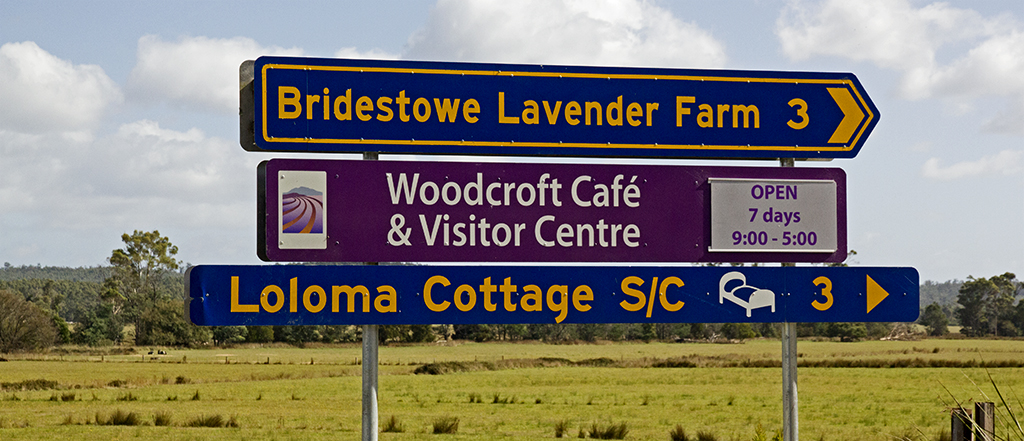 Bridestowe Lavender Farm 3
Woodcroft Café
& Visitor Centre
OPEN
7 days
9:00 - 5:00
Loloma Cottage S/C 3